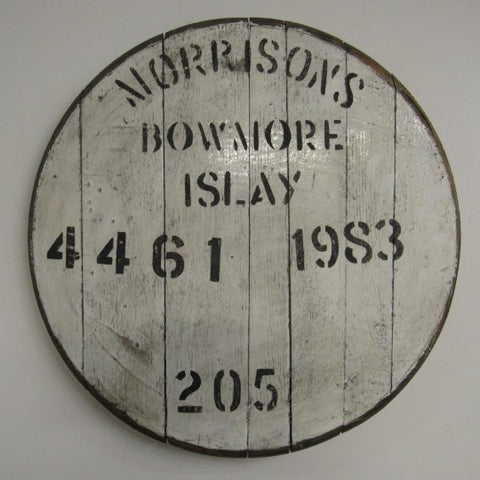 MORRISONS
BOWMORE
ISLAY
4461 1983
205